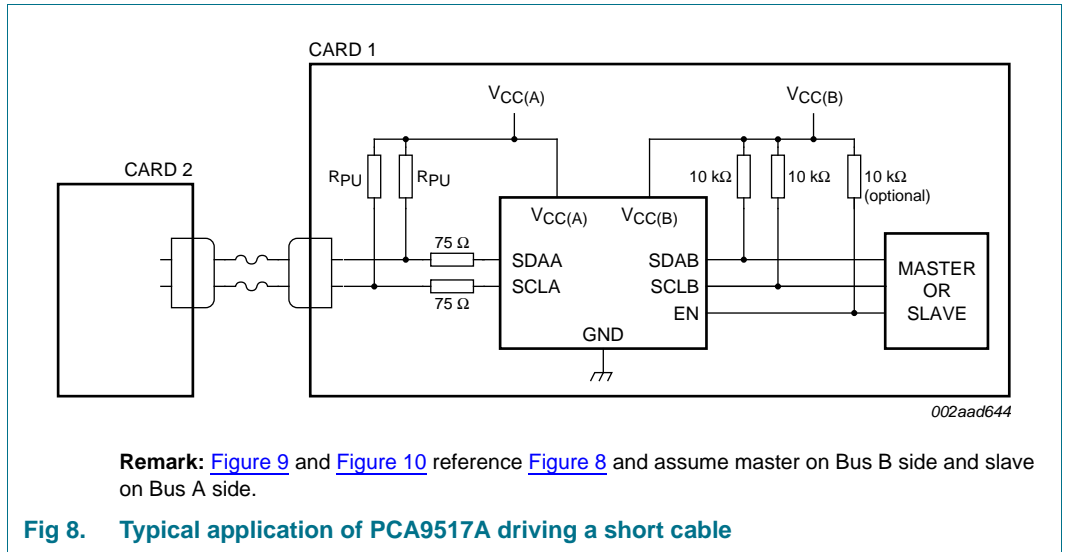 CARD 1
VCC(A)
VCC(B)
CARD 2
RPU
RPU
10 kΩ
10 kΩ
10 kΩ
(optional)
VCC(A)
VCC(B)
75 Ω
SDAA
SDAB
SCLA
SCLB
75 Ω
EN
GND
MASTER
OR
SLAVE
002aad644
Remark: Figure 9 and Figure 10 reference Figure 8 and assume master on Bus B side and slave
on Bus A side.
Fig 8. Typical application of PCA9517A driving a short cable